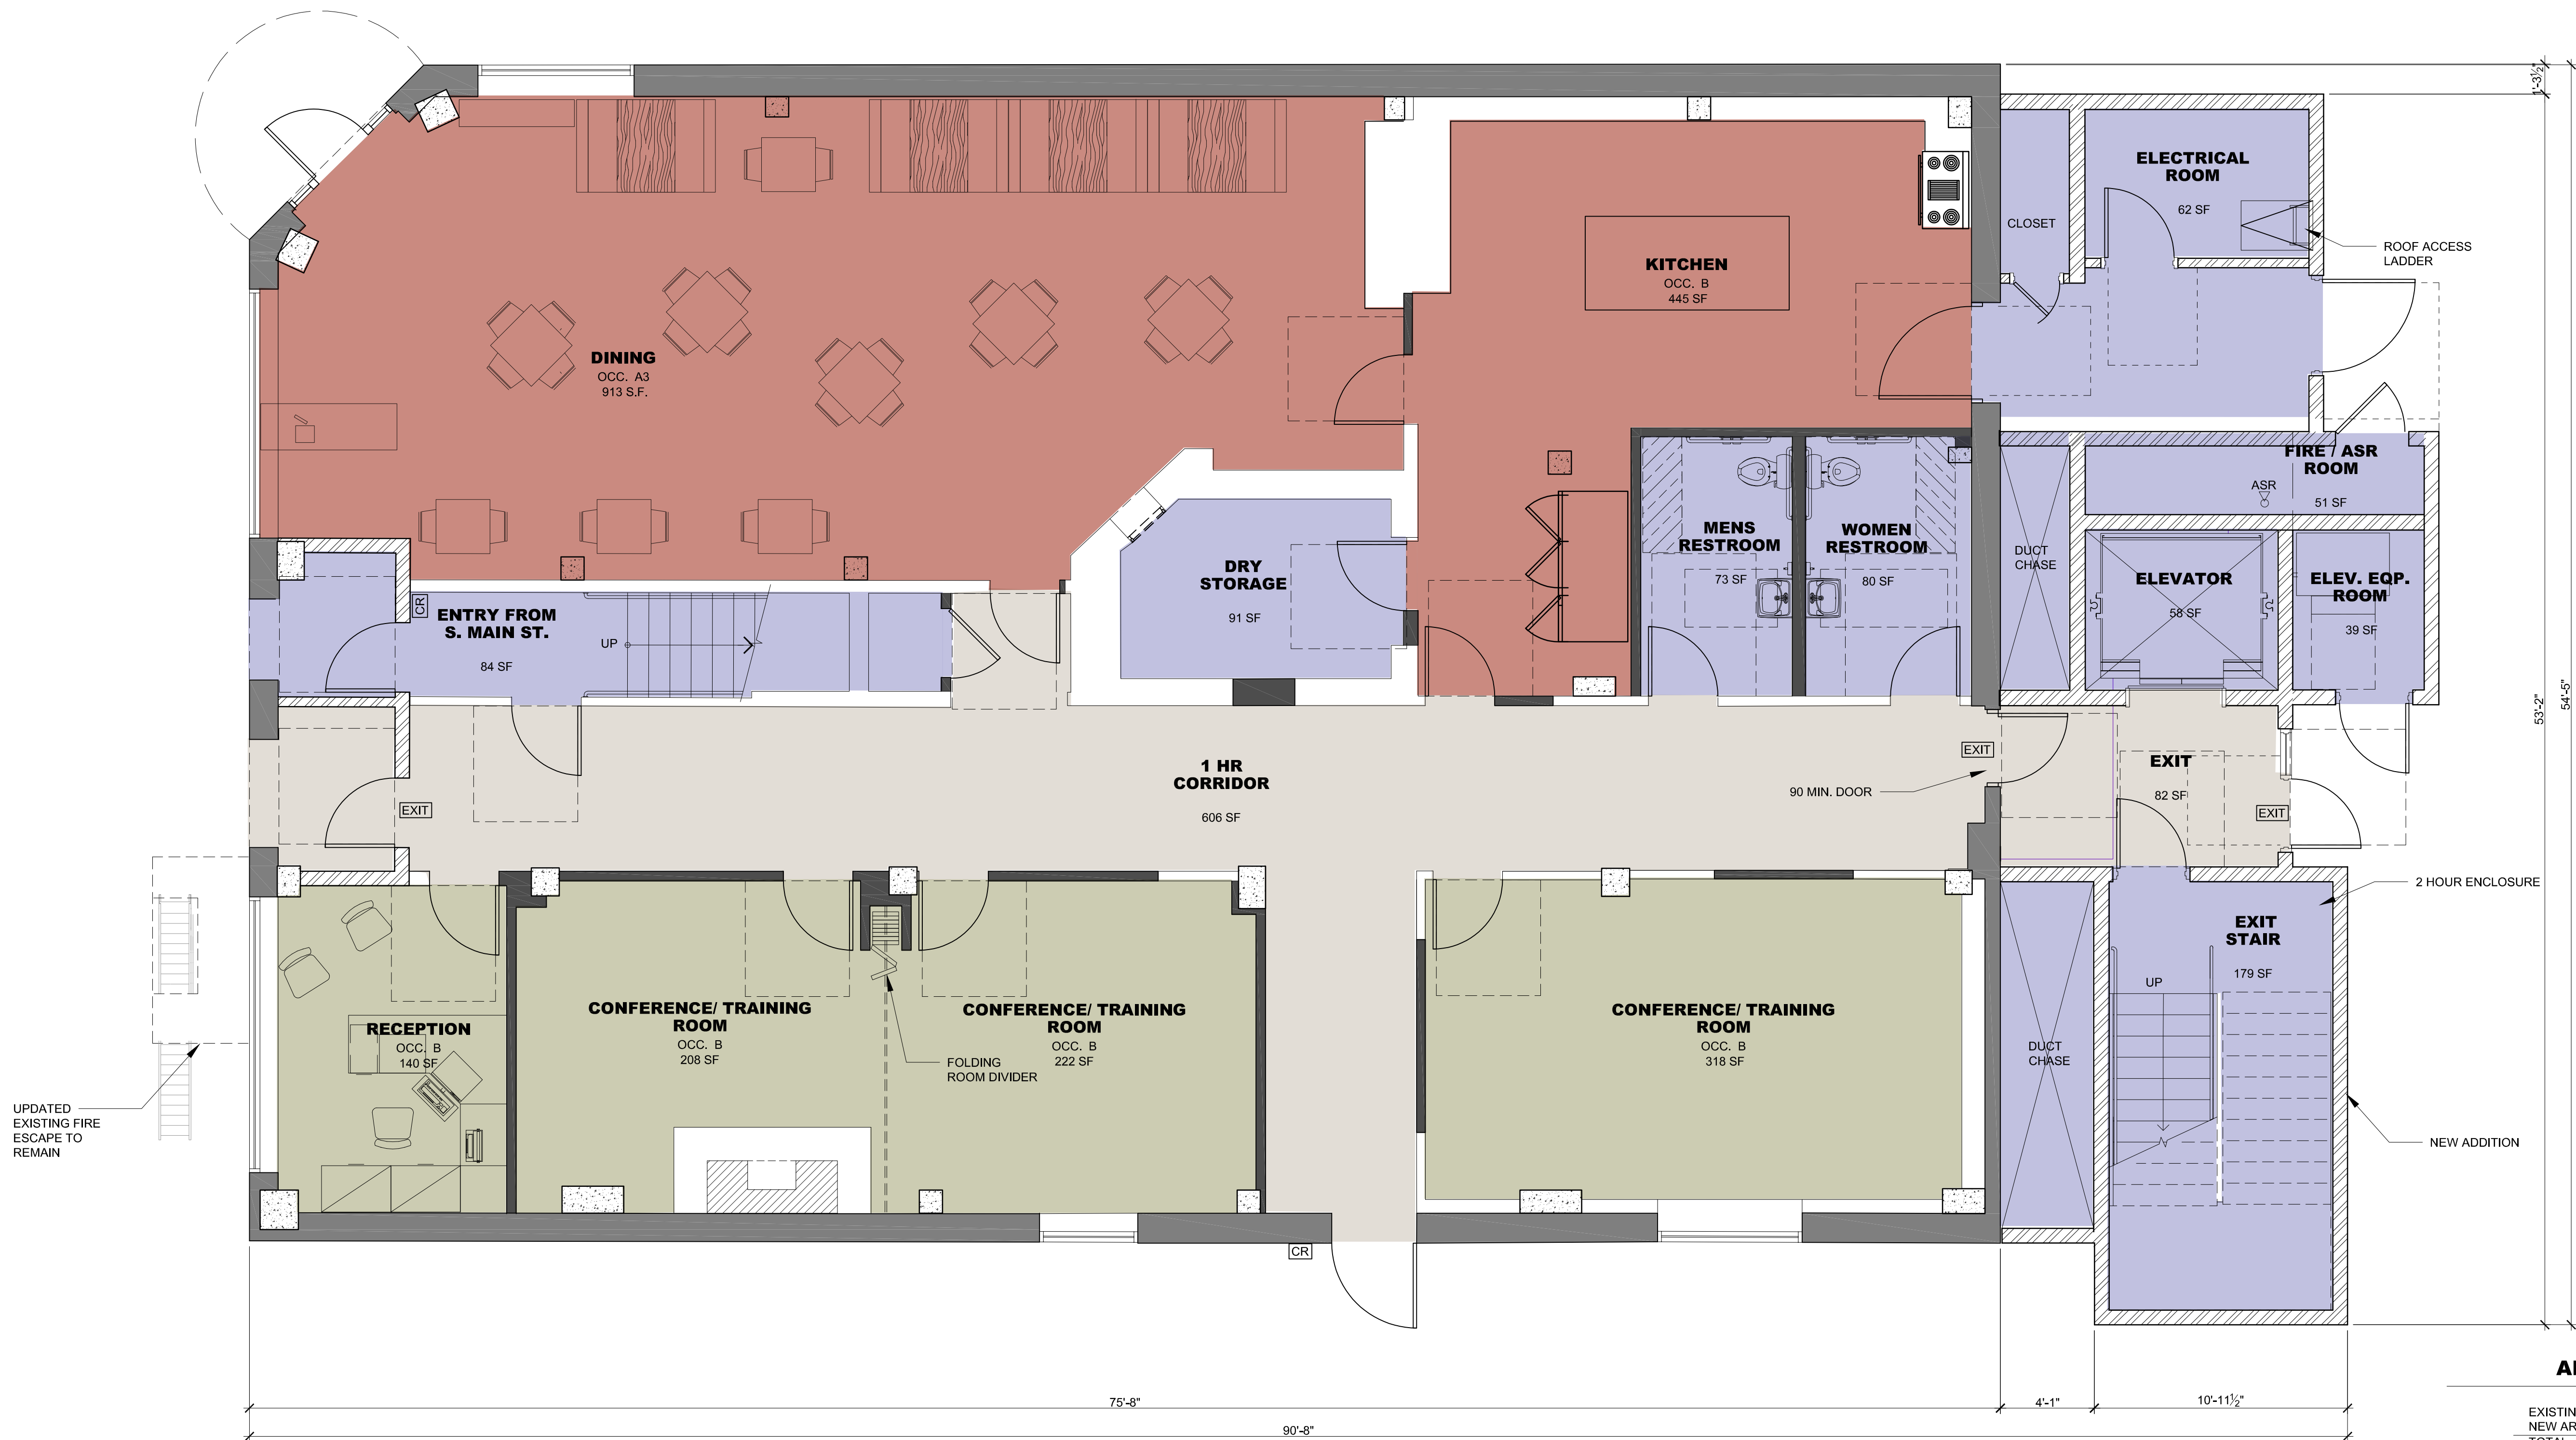 1'-3½"
ELECTRICAL
ROOM
62 SF
CLOSET
ROOF ACCESS
LADDER
KITCHEN
OCC. B
445 SF
DINING
OCC. A3
913 S.F.
FIRE / ASR
ROOM
ASR
51 SF
MENS
RESTROOM
73 SF
WOMEN
RESTROOM
80 SF
DUCT
CHASE
ELEVATOR
58 SF
ELEV. EQP.
ROOM
39 SF
DRY
STORAGE
91 SF
CR
ENTRY FROM
S. MAIN ST.
84 SF
UP
53'-2"
54'-5"
1 HR
CORRIDOR
606 SF
EXIT
EXIT
90 MIN. DOOR
EXIT
82 SF
EXIT
2 HOUR ENCLOSURE
EXIT
STAIR
179 SF
UP
RECEPTION
OCC. B
140 SF
CONFERENCE/ TRAINING
ROOM
OCC. B
208 SF
CONFERENCE/ TRAINING
ROOM
OCC. B
222 SF
FOLDING
ROOM DIVIDER
CONFERENCE/ TRAINING
ROOM
OCC. B
318 SF
DUCT
CHASE
UPDATED
EXISTING FIRE
ESCAPE TO
REMAIN
NEW ADDITION
CR
75'-8"
4'-1"
10'-11½"
90'-8"
EXISTIN
NEW AR